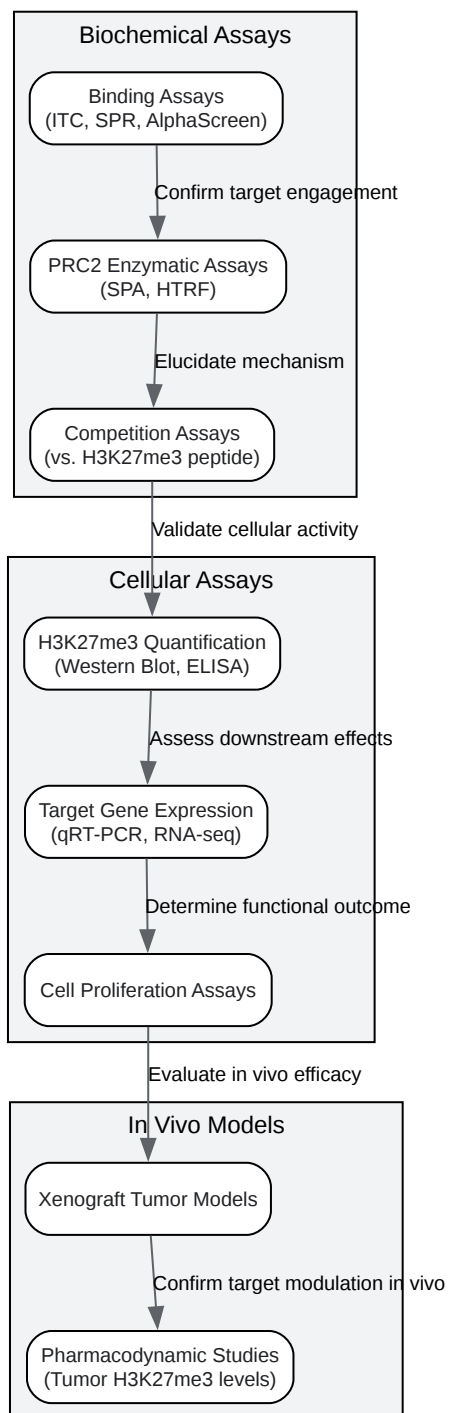 Biochemical Assays
Binding Assays
(ITC, SPR, AlphaScreen)
Confirm target engagement
PRC2 Enzymatic Assays
(SPA, HTRF)
Elucidate mechanism
Competition Assays
(vs. H3K27me3 peptide)
Validate cellular activity
Cellular Assays
H3K27me3 Quantification
(Western Blot, ELISA)
Assess downstream effects
Target Gene Expression
(qRT-PCR, RNA-seq)
Determine functional outcome
Cell Proliferation Assays
Evaluate in vivo efficacy
In Vivo Models
Xenograft Tumor Models
Confirm target modulation in vivo
Pharmacodynamic Studies
(Tumor H3K27me3 levels)